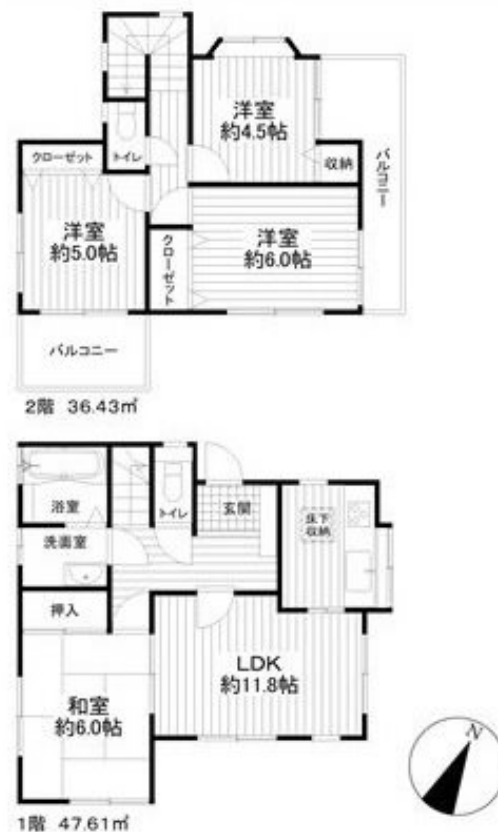 洋室
約4.5帖
クローゼット
トイレ
収納
バルコニー
洋室
約5.0帖
クローゼット
洋室
約6.0帖
バルコニー
2階 36.43㎡
浴室
トイレ
玄関
床下
収納
洗面室
押入
LDK
約11.8帖
和室
約6.0帖
N
1階 47.61㎡